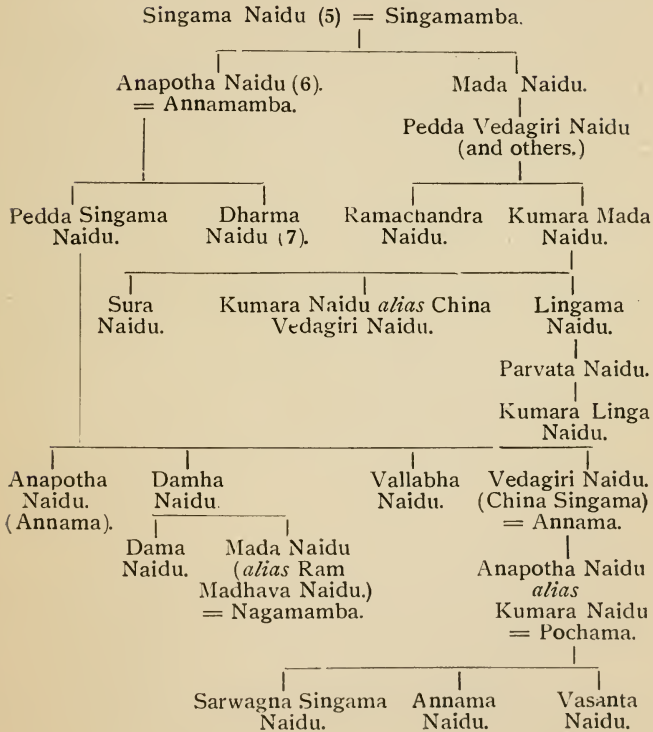 Singama Naidu (5) = Singamamba.
Anapotha Naidu (6). Mada Naidu.
= Annamamba.
Pedda Vedagiri Naidu
(and others.)
Pedda Singama Dharma Ramachandra Kumara Mada
Naidu. Naidu (7). Naidu. Naidu.
Sura Kumara Naidu alias China Lingama
Naidu. Vedagiri Naidu. Naidu.
Parvata Naidu.
Kumara Linga
Naidu.
Anapotha Damha Vallabha Vedagiri Naidu.
Naidu. Naidu. Naidu. (China Singama)
(Annama). = Annama.
Dama Mada Naidu
Naidu. (alias Ram Anapotha Naidu
Madhava Naidu.) alias
= Nagamamba. Kumara Naidu
= Pochama.
Sarwagna Singama Annama Vasanta
Naidu. Naidu. Naidu.